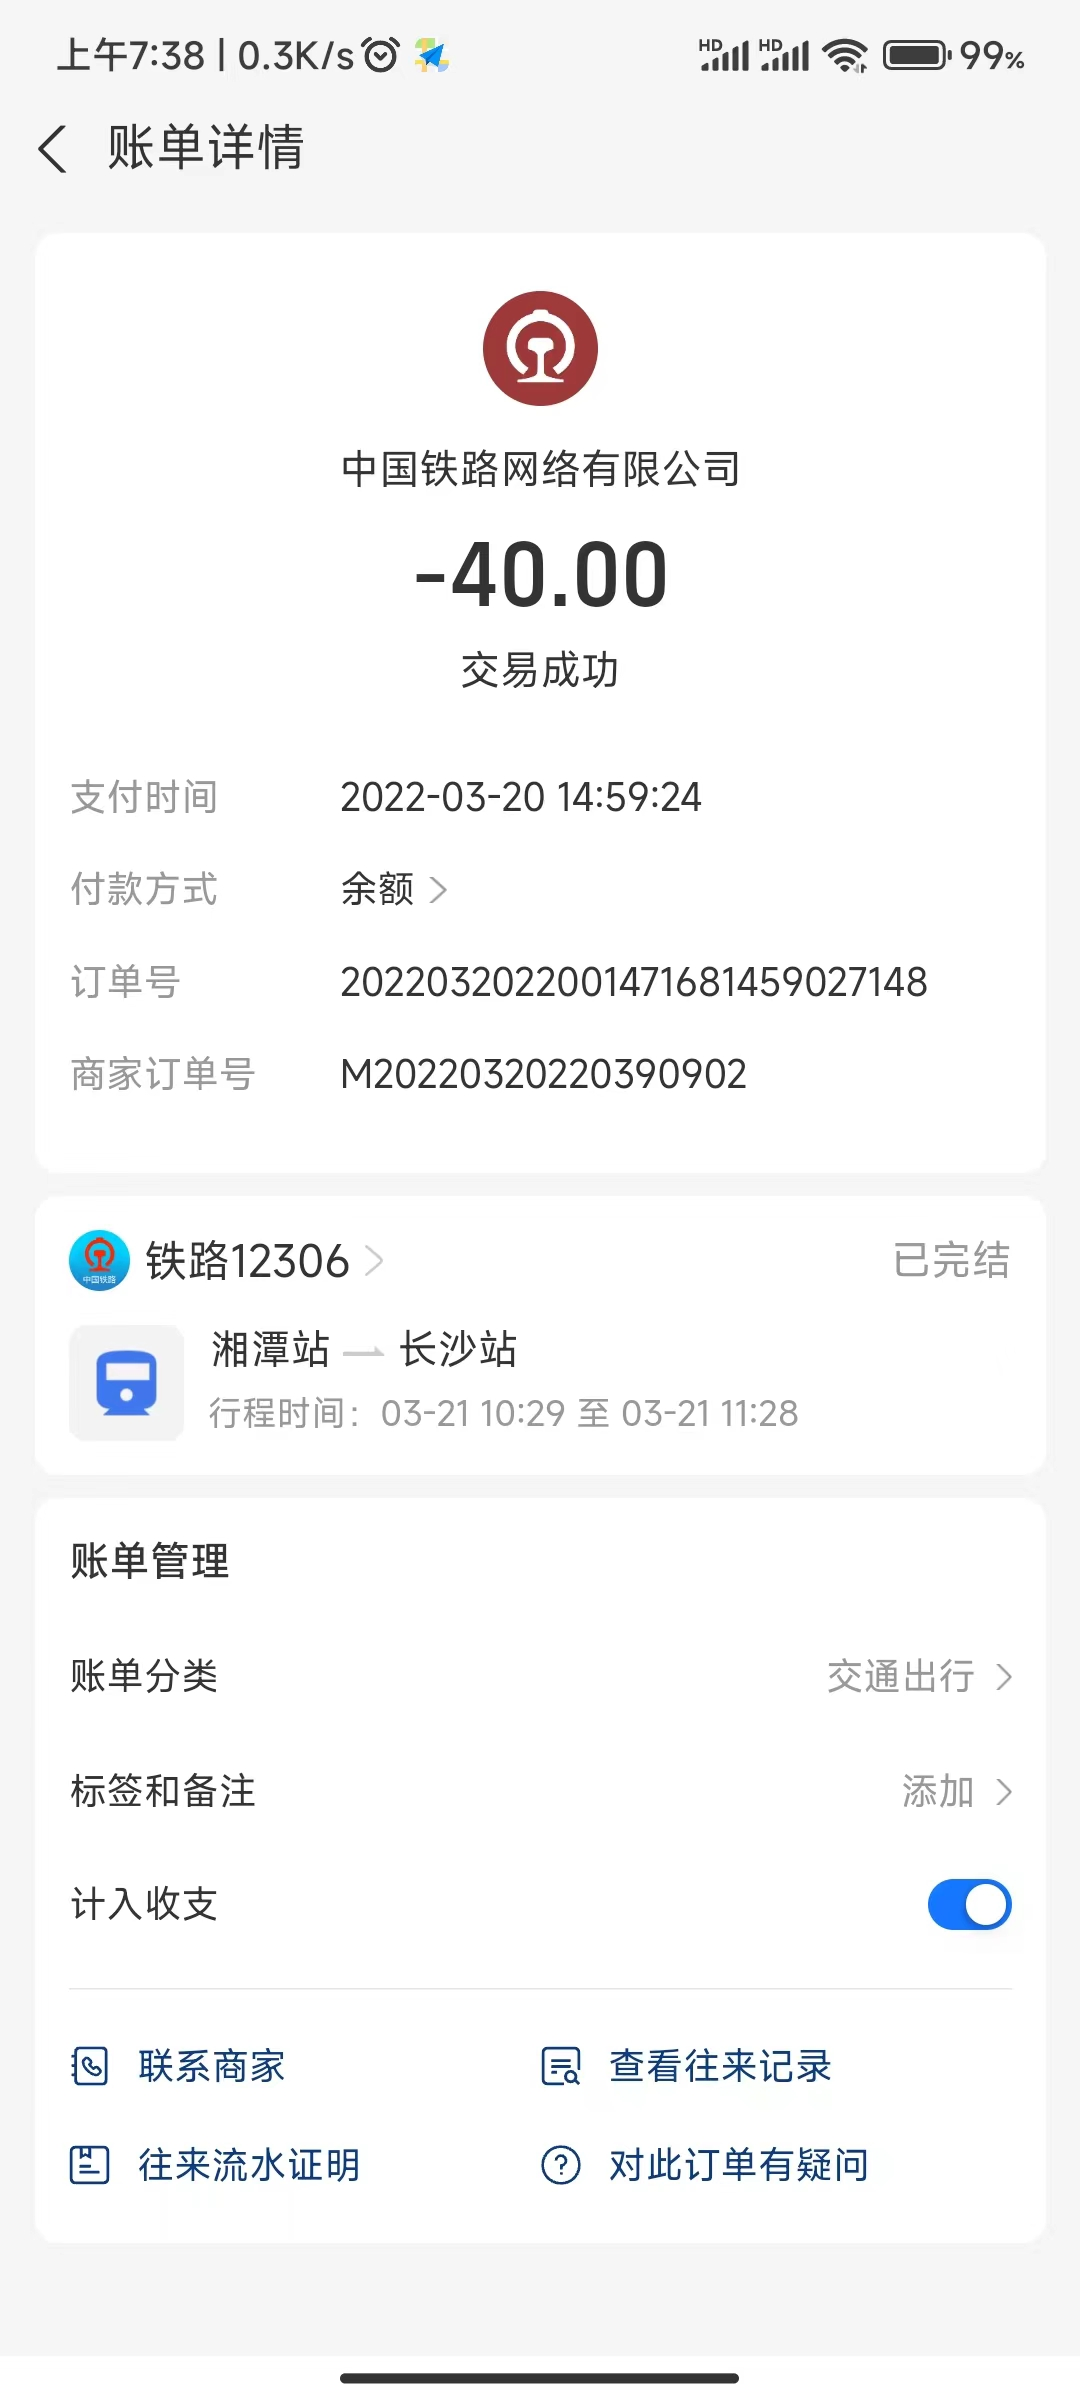 上午7:38 | 0.3K/s
HD HD 99%
账单详情
中国铁路网络有限公司
-40.00
交易成功
支付时间 2022-03-20 14:59:24
付款方式 余额
订单号 2022032022001471681459027148
商家订单号 M20220320220390902
中国铁路
铁路12306 已完结
湘潭站 长沙站
行程时间：03-21 10:29 至 03-21 11:28
账单管理
账单分类 交通出行
标签和备注 添加
计入收支
联系商家 查看往来记录
往来流水证明 对此订单有疑问